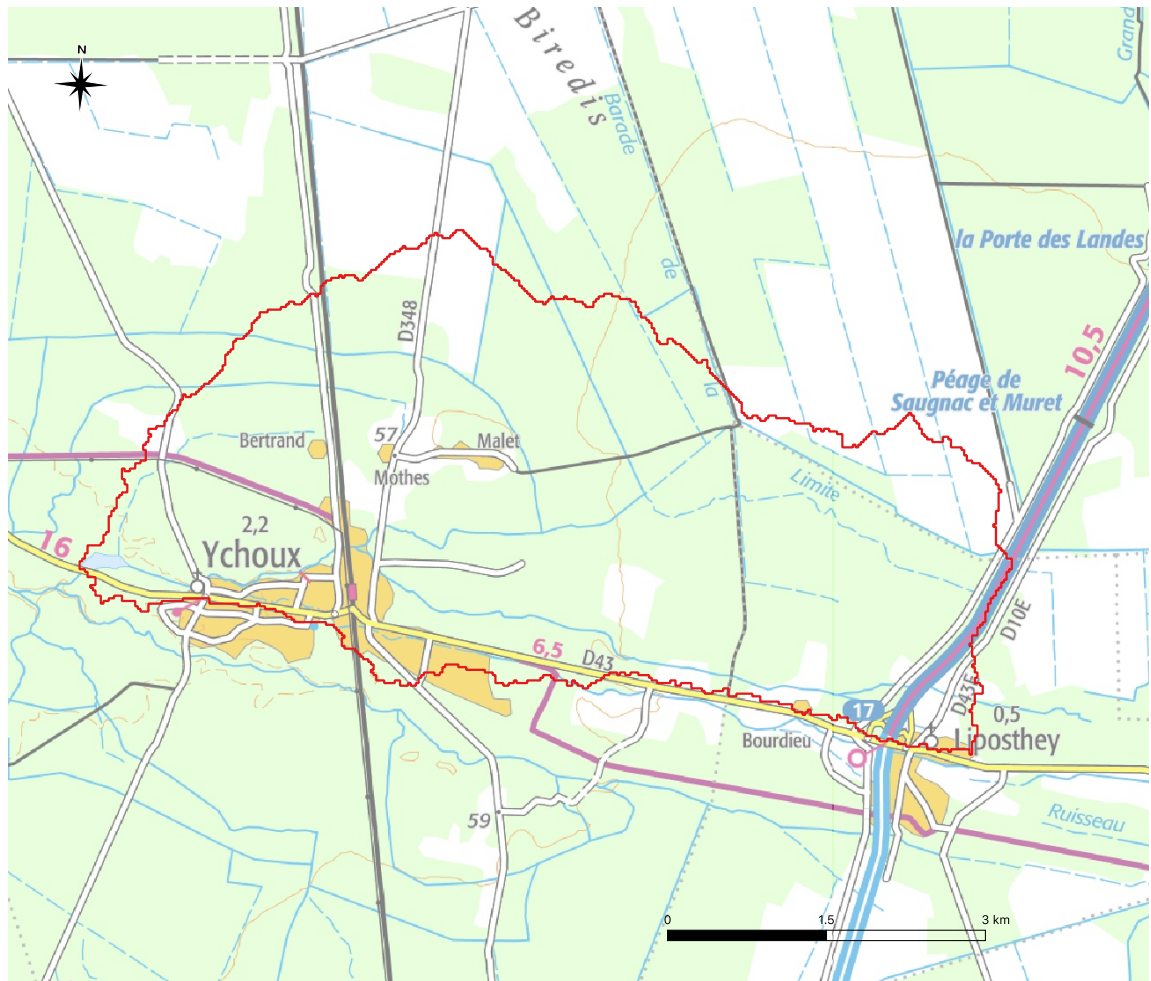 N
Biredis
Barade
de
la
Grand
la Porte des Landes
10,5
D348
Péage de
Saugnac et Muret
Bertrand
57
Malet
Mothes
Limite
2,2
Ychoux
16
6,5
D43
D10E
D43E
17
0,5
Liposthey
Bourdieu
59
Ruisseau
0
1.5
3 km